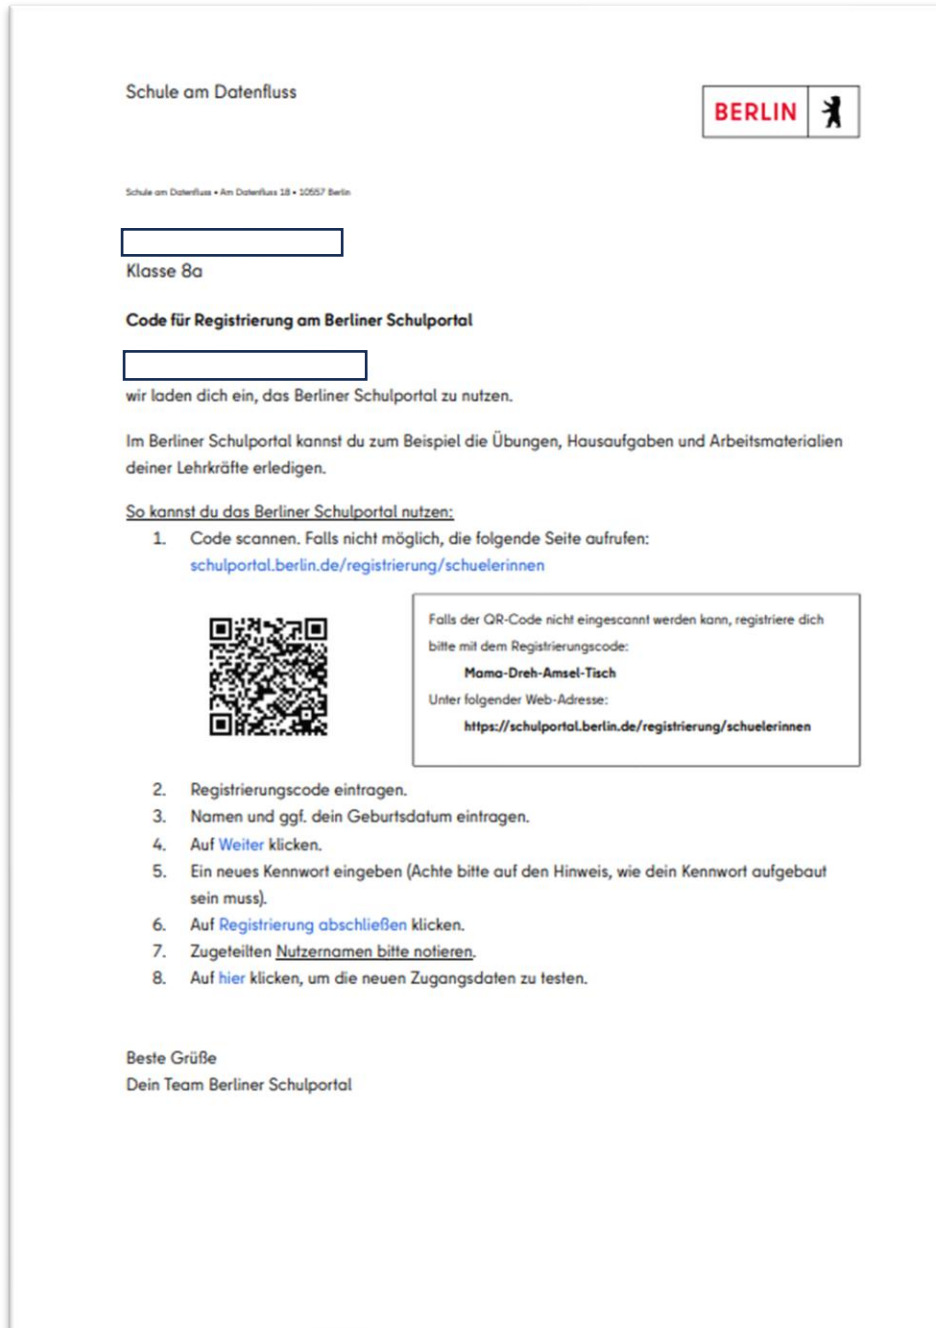 Schule am Datenfluss
BERLIN
Schule am Datenfluss • Am Datenfluss 18 • 10557 Berlin
Klasse 8a
Code für Registrierung am Berliner Schulportal
wir laden dich ein, das Berliner Schulportal zu nutzen.
Im Berliner Schulportal kannst du zum Beispiel die Übungen, Hausaufgaben und Arbeitsmaterialien
deiner Lehrkräfte erledigen.
So kannst du das Berliner Schulportal nutzen:
1. Code scannen. Falls nicht möglich, die folgende Seite aufrufen:
schulportal.berlin.de/registrierung/schuelerinnen
Falls der QR-Code nicht eingescannt werden kann, registriere dich
bitte mit dem Registrierungscode:
Mama-Dreh-Amsel-Tisch
Unter folgender Web-Adresse:
https://schulportal.berlin.de/registrierung/schuelerinnen
2. Registrierungscode eintragen.
3. Namen und ggf. dein Geburtsdatum eintragen.
4. Auf Weiter klicken.
5. Ein neues Kennwort eingeben (Achte bitte auf den Hinweis, wie dein Kennwort aufgebaut
sein muss).
6. Auf Registrierung abschließen klicken.
7. Zugeteilten Nutzernamen bitte notieren.
8. Auf hier klicken, um die neuen Zugangsdaten zu testen.
Beste Grüße
Dein Team Berliner Schulportal